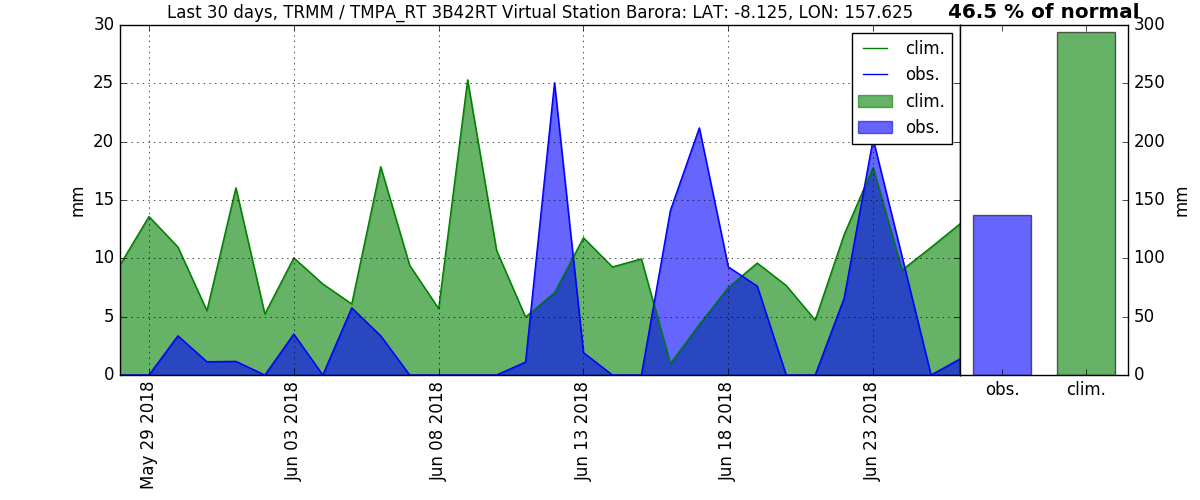 Last 30 days, TRMM / TMPA_RT 3B42RT Virtual Station Barora: LAT: -8.125, LON: 157.625
46.5 % of normal
30
25
20
15
10
5
0
mm
clim.
obs.
clim.
obs.
May 29 2018
Jun 03 2018
Jun 08 2018
Jun 13 2018
Jun 18 2018
Jun 23 2018
300
250
200
150
100
50
0
mm
obs.
clim.